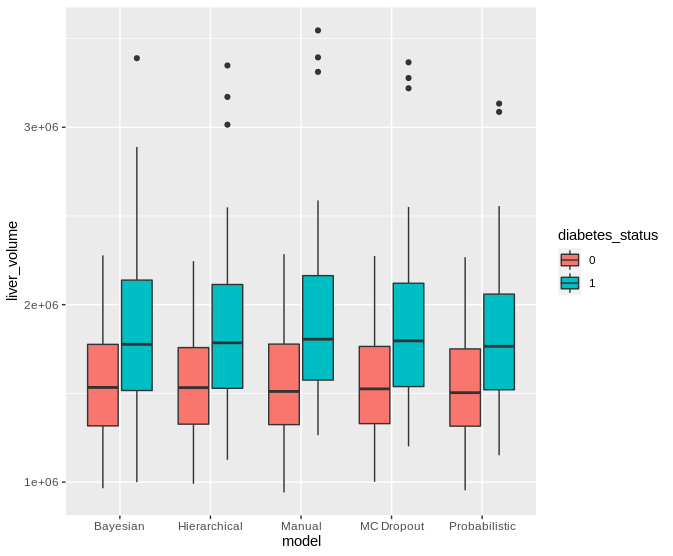 3e+06
2e+06
1e+06
liver_volume
Bayesian Hierarchical Manual MC Dropout Probabilistic
model
diabetes_status
0
1